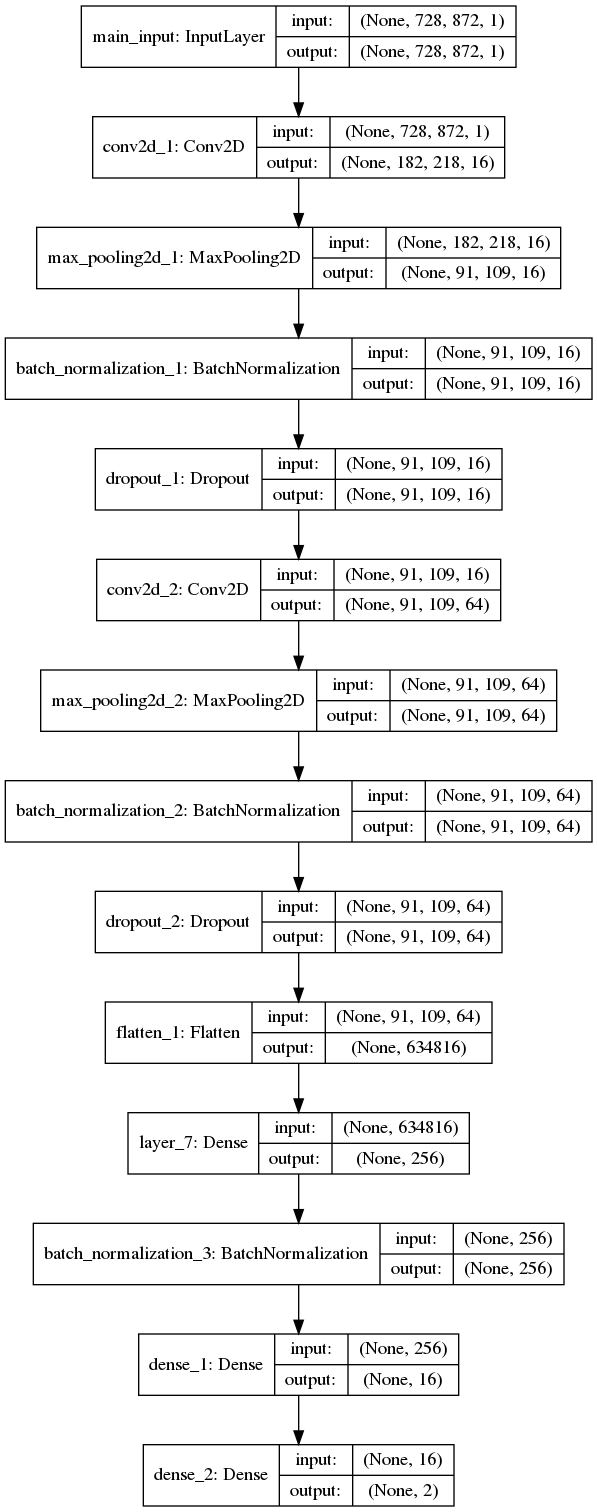 main_input: InputLayer
input: (None, 728, 872, 1)
output: (None, 728, 872, 1)
conv2d_1: Conv2D
input: (None, 728, 872, 1)
output: (None, 182, 218, 16)
max_pooling2d_1: MaxPooling2D
input: (None, 182, 218, 16)
output: (None, 91, 109, 16)
batch_normalization_1: BatchNormalization
input: (None, 91, 109, 16)
output: (None, 91, 109, 16)
dropout_1: Dropout
input: (None, 91, 109, 16)
output: (None, 91, 109, 16)
conv2d_2: Conv2D
input: (None, 91, 109, 16)
output: (None, 91, 109, 64)
max_pooling2d_2: MaxPooling2D
input: (None, 91, 109, 64)
output: (None, 91, 109, 64)
batch_normalization_2: BatchNormalization
input: (None, 91, 109, 64)
output: (None, 91, 109, 64)
dropout_2: Dropout
input: (None, 91, 109, 64)
output: (None, 91, 109, 64)
flatten_1: Flatten
input: (None, 91, 109, 64)
output: (None, 634816)
layer_7: Dense
input: (None, 634816)
output: (None, 256)
batch_normalization_3: BatchNormalization
input: (None, 256)
output: (None, 256)
dense_1: Dense
input: (None, 256)
output: (None, 16)
dense_2: Dense
input: (None, 16)
output: (None, 2)